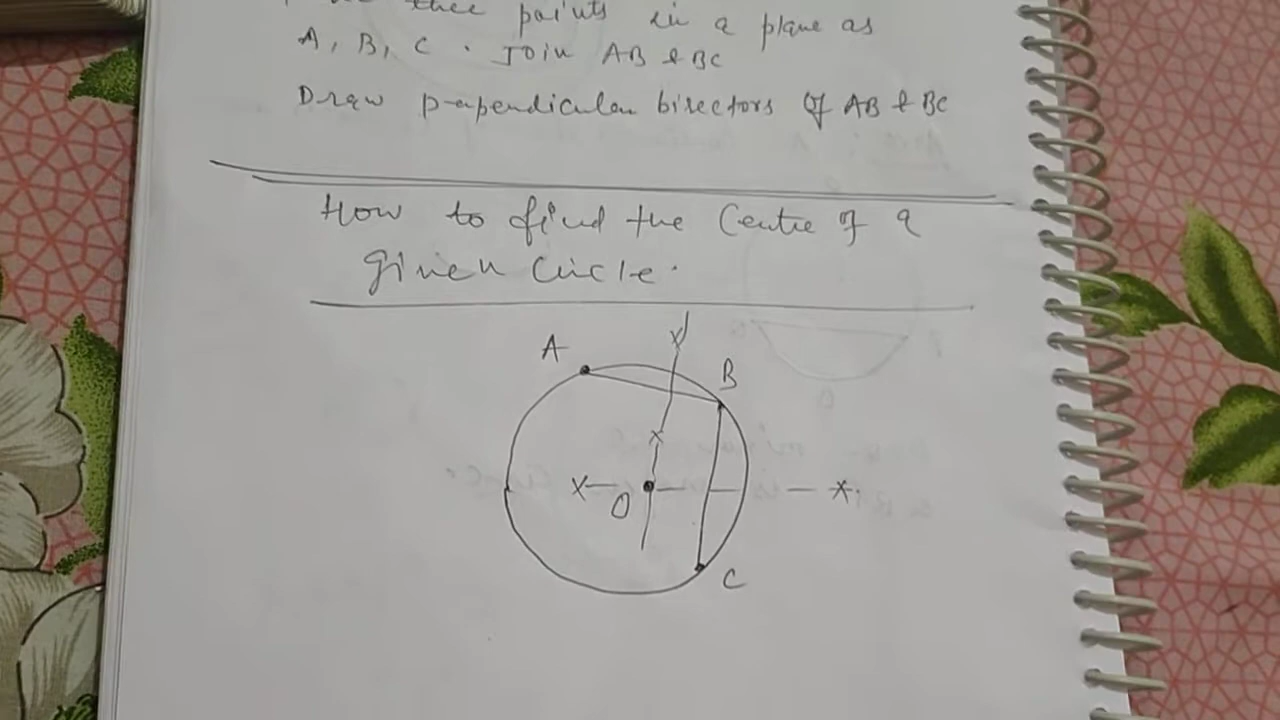 thee points in a plane as
A, B, C . Join AB & BC
Draw perpendicular bisectors of AB & BC
How to find the Centre of a
given Circle.
A
B
O
C